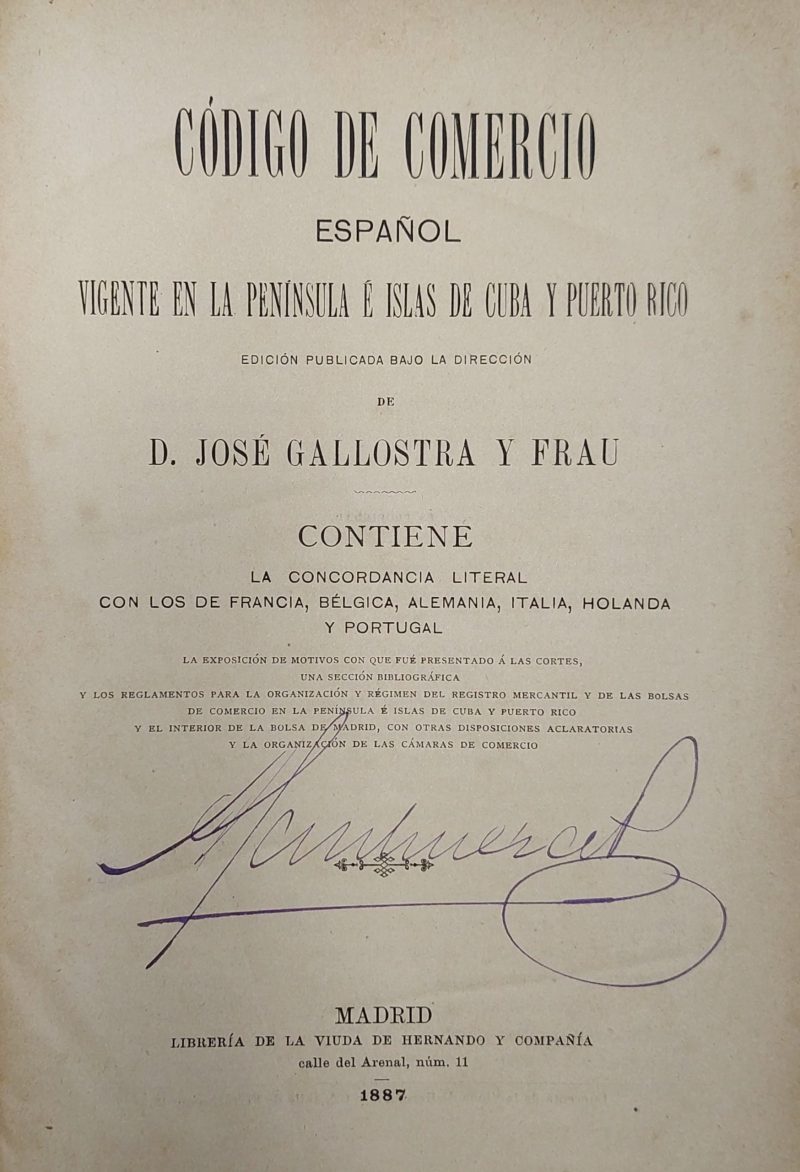 CÓDIGO DE COMERCIO
ESPAÑOL
VIGENTE EN LA PENÍNSULA É ISLAS DE CUBA Y PUERTO RICO
EDICIÓN PUBLICADA BAJO LA DIRECCIÓN
DE
D. JOSÉ GALLOSTRA Y FRAU
CONTIENE
LA CONCORDANCIA LITERAL
CON LOS DE FRANCIA, BÉLGICA, ALEMANIA, ITALIA, HOLANDA
Y PORTUGAL
LA EXPOSICIÓN DE MOTIVOS CON QUE FUÉ PRESENTADO Á LAS CORTES,
UNA SECCIÓN BIBLIOGRÁFICA
Y LOS REGLAMENTOS PARA LA ORGANIZACIÓN Y RÉGIMEN DEL REGISTRO MERCANTIL Y DE LAS BOLSAS
DE COMERCIO EN LA PENÍNSULA É ISLAS DE CUBA Y PUERTO RICO
Y EL INTERIOR DE LA BOLSA DE MADRID, CON OTRAS DISPOSICIONES ACLARATORIAS
Y LA ORGANIZACIÓN DE LAS CÁMARAS DE COMERCIO
MADRID
LIBRERÍA DE LA VIUDA DE HERNANDO Y COMPAÑÍA
calle del Arenal, núm. 11
1887